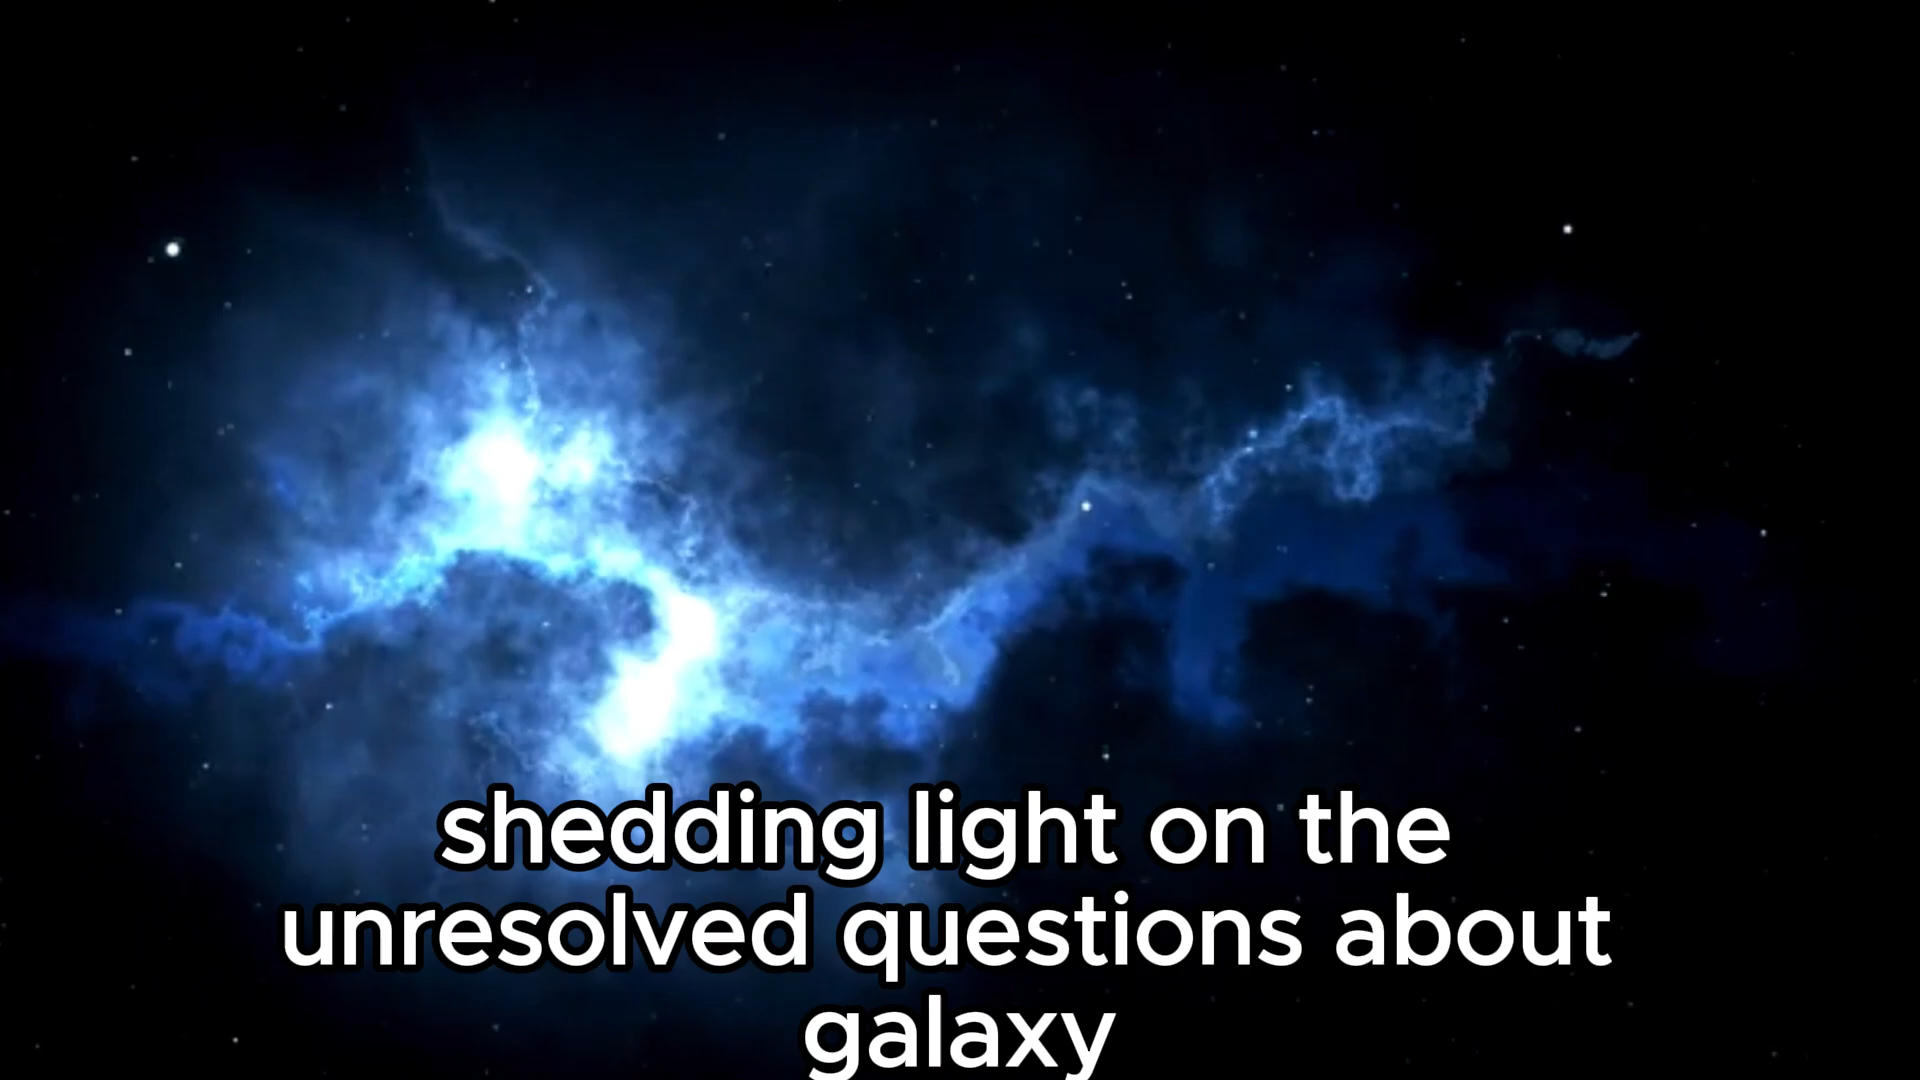 shedding light on the
unresolved questions about
galaxy